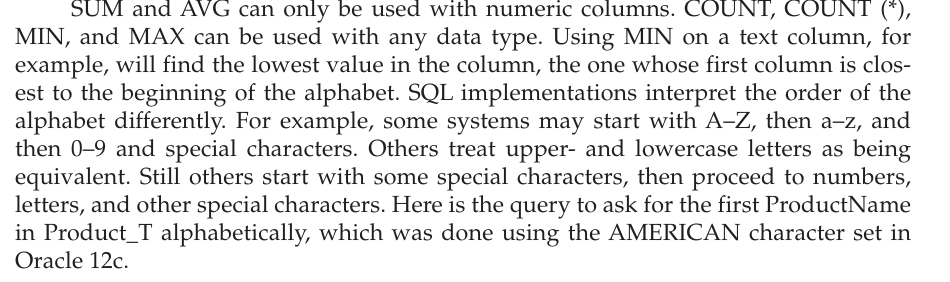 SUM and AVG can only be used with numeric columns. COUNT, COUNT (*),
MIN, and MAX can be used with any data type. Using MIN on a text column, for
example, will find the lowest value in the column, the one whose first column is clos-
est to the beginning of the alphabet. SQL implementations interpret the order of the
alphabet differently. For example, some systems may start with A–Z, then a–z, and
then 0–9 and special characters. Others treat upper- and lowercase letters as being
equivalent. Still others start with some special characters, then proceed to numbers,
letters, and other special characters. Here is the query to ask for the first ProductName
in Product_T alphabetically, which was done using the AMERICAN character set in
Oracle 12c.